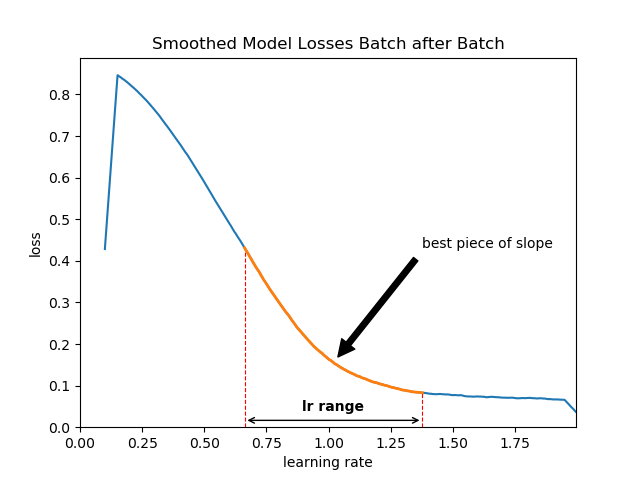 Smoothed Model Losses Batch after Batch
loss
0.8
0.7
0.6
0.5
0.4
0.3
0.2
0.1
0.0
best piece of slope
lr range
0.00 0.25 0.50 0.75 1.00 1.25 1.50 1.75
learning rate